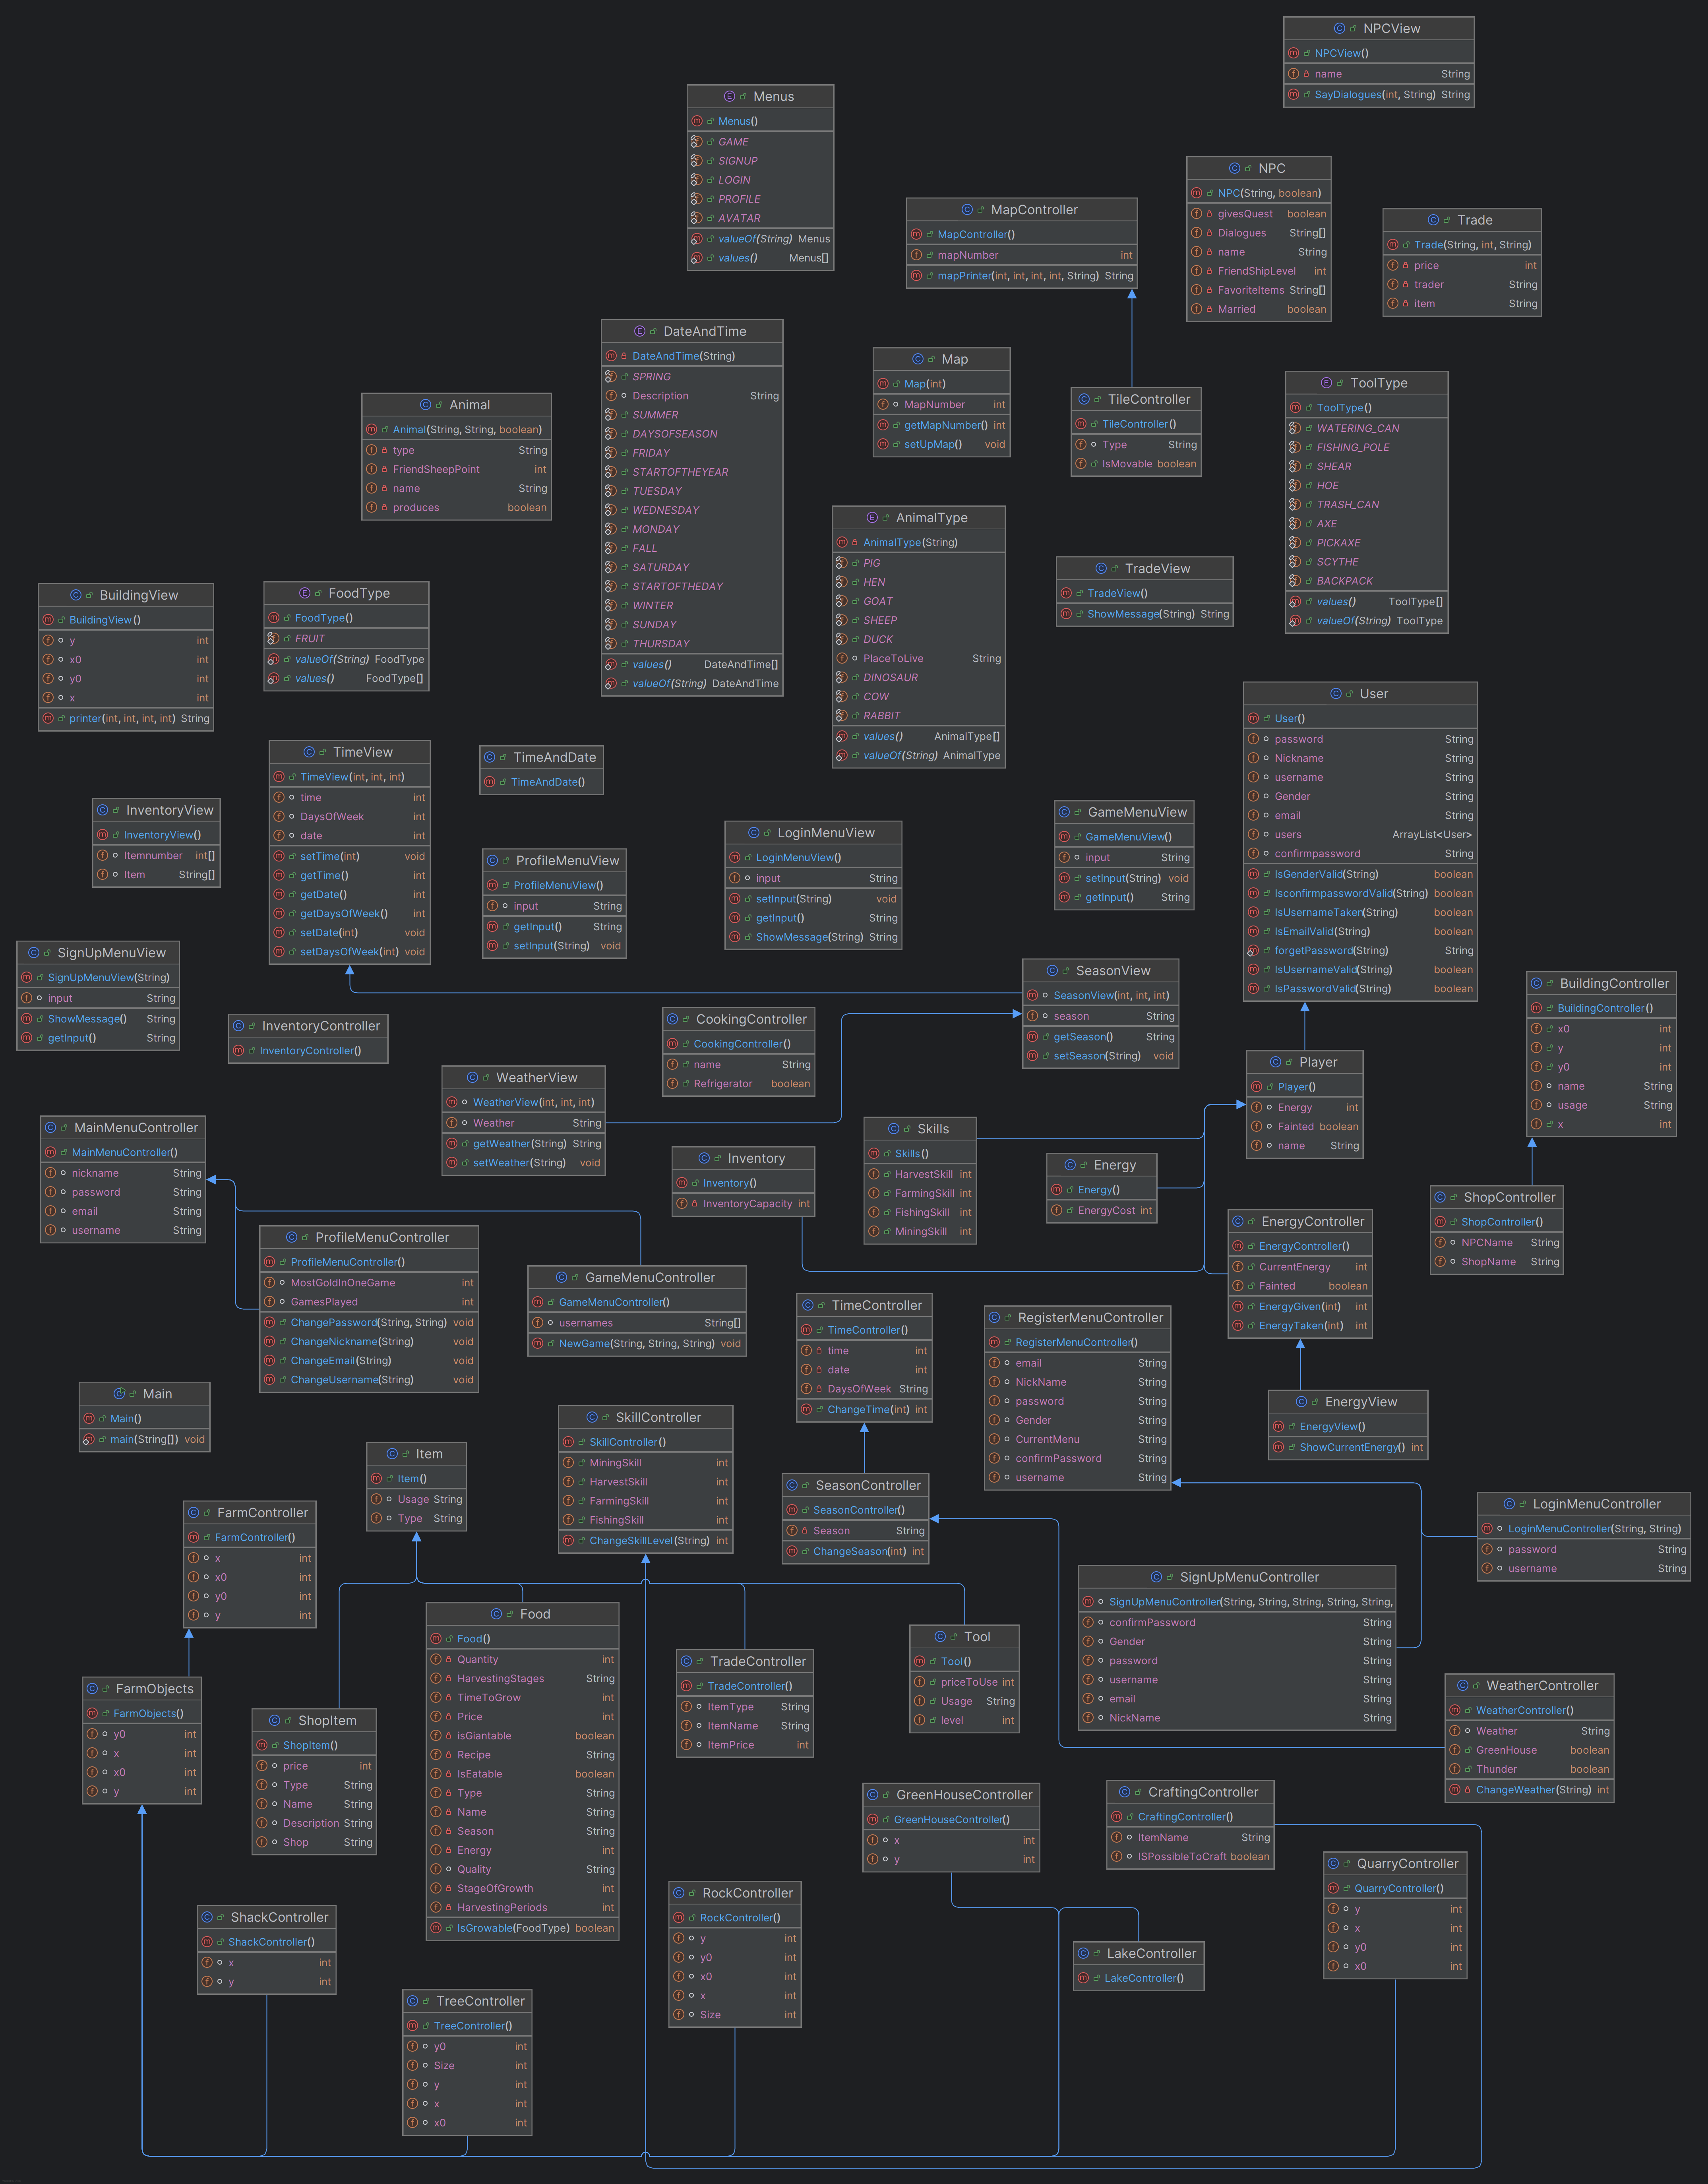 NPCView
NPCView()
name String
SayDialogues(int, String) String
Menus
Menus()
GAME
SIGNUP
LOGIN
PROFILE
AVATAR
valueOf(String) Menus
values() Menus[]
NPC
NPC(String, boolean)
givesQuest boolean
Dialogues String[]
name String
FriendShipLevel int
FavoriteItems String[]
Married boolean
MapController
MapController()
mapNumber int
mapPrinter(int, int, int, int, String) String
Trade
Trade(String, int, String)
price int
trader String
item String
DateAndTime
DateAndTime(String)
SPRING
Description String
SUMMER
DAYSOFSEASON
FRIDAY
STARTOFTHEYEAR
TUESDAY
WEDNESDAY
MONDAY
FALL
SATURDAY
STARTOFTHEDAY
WINTER
SUNDAY
THURSDAY
values() DateAndTime[]
valueOf(String) DateAndTime
Map
Map(int)
MapNumber int
getMapNumber() int
setUpMap() void
TileController
TileController()
Type String
IsMovable boolean
ToolType
ToolType()
WATERING_CAN
FISHING_POLE
SHEAR
HOE
TRASH_CAN
AXE
PICKAXE
SCYTHE
BACKPACK
values() ToolType[]
valueOf(String) ToolType
Animal
Animal(String, String, boolean)
type String
FriendSheepPoint int
name String
produces boolean
AnimalType
AnimalType(String)
PIG
HEN
GOAT
SHEEP
DUCK
PlaceToLive String
DINOSAUR
COW
RABBIT
values() AnimalType[]
valueOf(String) AnimalType
TradeView
TradeView()
ShowMessage(String) String
BuildingView
BuildingView()
y int
x0 int
y0 int
x int
printer(int, int, int, int) String
FoodType
FoodType()
FRUIT
valueOf(String) FoodType
values() FoodType[]
User
User()
password String
Nickname String
username String
Gender String
email String
users ArrayList<User>
confirmpassword String
IsGenderValid(String) boolean
IsconfirmpasswordValid(String) boolean
IsUsernameTaken(String) boolean
IsEmailValid(String) boolean
forgetPassword(String) String
IsUsernameValid(String) boolean
IsPasswordValid(String) boolean
TimeView
TimeView(int, int, int)
time int
DaysOfWeek int
date int
setTime(int) void
getTime() int
getDate() int
getDaysOfWeek() int
setDate(int) void
setDaysOfWeek(int) void
TimeAndDate
TimeAndDate()
InventoryView
InventoryView()
Itemnumber int[]
Item String[]
GameMenuView
GameMenuView()
input String
setInput(String) void
getInput() String
LoginMenuView
LoginMenuView()
input String
setInput(String) void
getInput() String
ShowMessage(String) String
ProfileMenuView
ProfileMenuView()
input String
getInput() String
setInput(String) void
SignUpMenuView
SignUpMenuView(String)
input String
ShowMessage() String
getInput() String
SeasonView
SeasonView(int, int, int)
season String
getSeason() String
setSeason(String) void
BuildingController
BuildingController()
x0 int
y int
y0 int
name String
usage String
x int
InventoryController
InventoryController()
CookingController
CookingController()
name String
Refrigerator boolean
Player
Player()
Energy int
Fainted boolean
name String
WeatherView
WeatherView(int, int, int)
Weather String
getWeather(String) String
setWeather(String) void
MainMenuController
MainMenuController()
nickname String
password String
email String
username String
Skills
Skills()
HarvestSkill int
FarmingSkill int
FishingSkill int
MiningSkill int
Inventory
Inventory()
InventoryCapacity int
Energy
Energy()
EnergyCost int
ShopController
ShopController()
NPCName String
ShopName String
EnergyController
EnergyController()
CurrentEnergy int
Fainted boolean
EnergyGiven(int) int
EnergyTaken(int) int
ProfileMenuController
ProfileMenuController()
MostGoldInOneGame int
GamesPlayed int
ChangePassword(String, String) void
ChangeNickname(String) void
ChangeEmail(String) void
ChangeUsername(String) void
GameMenuController
GameMenuController()
usernames String[]
NewGame(String, String, String) void
TimeController
TimeController()
time int
date int
DaysOfWeek String
ChangeTime(int) int
RegisterMenuController
RegisterMenuController()
email String
NickName String
password String
Gender String
CurrentMenu String
confirmPassword String
username String
Main
Main()
main(String[]) void
EnergyView
EnergyView()
ShowCurrentEnergy() int
SkillController
SkillController()
MiningSkill int
HarvestSkill int
FarmingSkill int
FishingSkill int
ChangeSkillLevel(String) int
Item
Item()
Usage String
Type String
SeasonController
SeasonController()
Season String
ChangeSeason(int) int
LoginMenuController
LoginMenuController(String, String)
password String
username String
FarmController
FarmController()
x int
x0 int
y0 int
y int
SignUpMenuController
SignUpMenuController(String, String, String, String, String,
confirmPassword String
Gender String
password String
username String
email String
NickName String
Food
Food()
Quantity int
HarvestingStages String
TimeToGrow int
Price int
isGiantable boolean
Recipe String
IsEatable boolean
Type String
Name String
Season String
Energy int
Quality String
StageOfGrowth int
HarvestingPeriods int
IsGrowable(FoodType) boolean
Tool
Tool()
priceToUse int
Usage String
level int
TradeController
TradeController()
ItemType String
ItemName String
ItemPrice int
FarmObjects
FarmObjects()
y0 int
x int
x0 int
y int
WeatherController
WeatherController()
Weather String
GreenHouse boolean
Thunder boolean
ChangeWeather(String) int
ShopItem
ShopItem()
price int
Type String
Name String
Description String
Shop String
GreenHouseController
GreenHouseController()
x int
y int
CraftingController
CraftingController()
ItemName String
ISPossibleToCraft boolean
QuarryController
QuarryController()
y int
x int
y0 int
x0 int
RockController
RockController()
y int
y0 int
x0 int
x int
Size int
ShackController
ShackController()
x int
y int
LakeController
LakeController()
TreeController
TreeController()
y0 int
Size int
y int
x int
x0 int